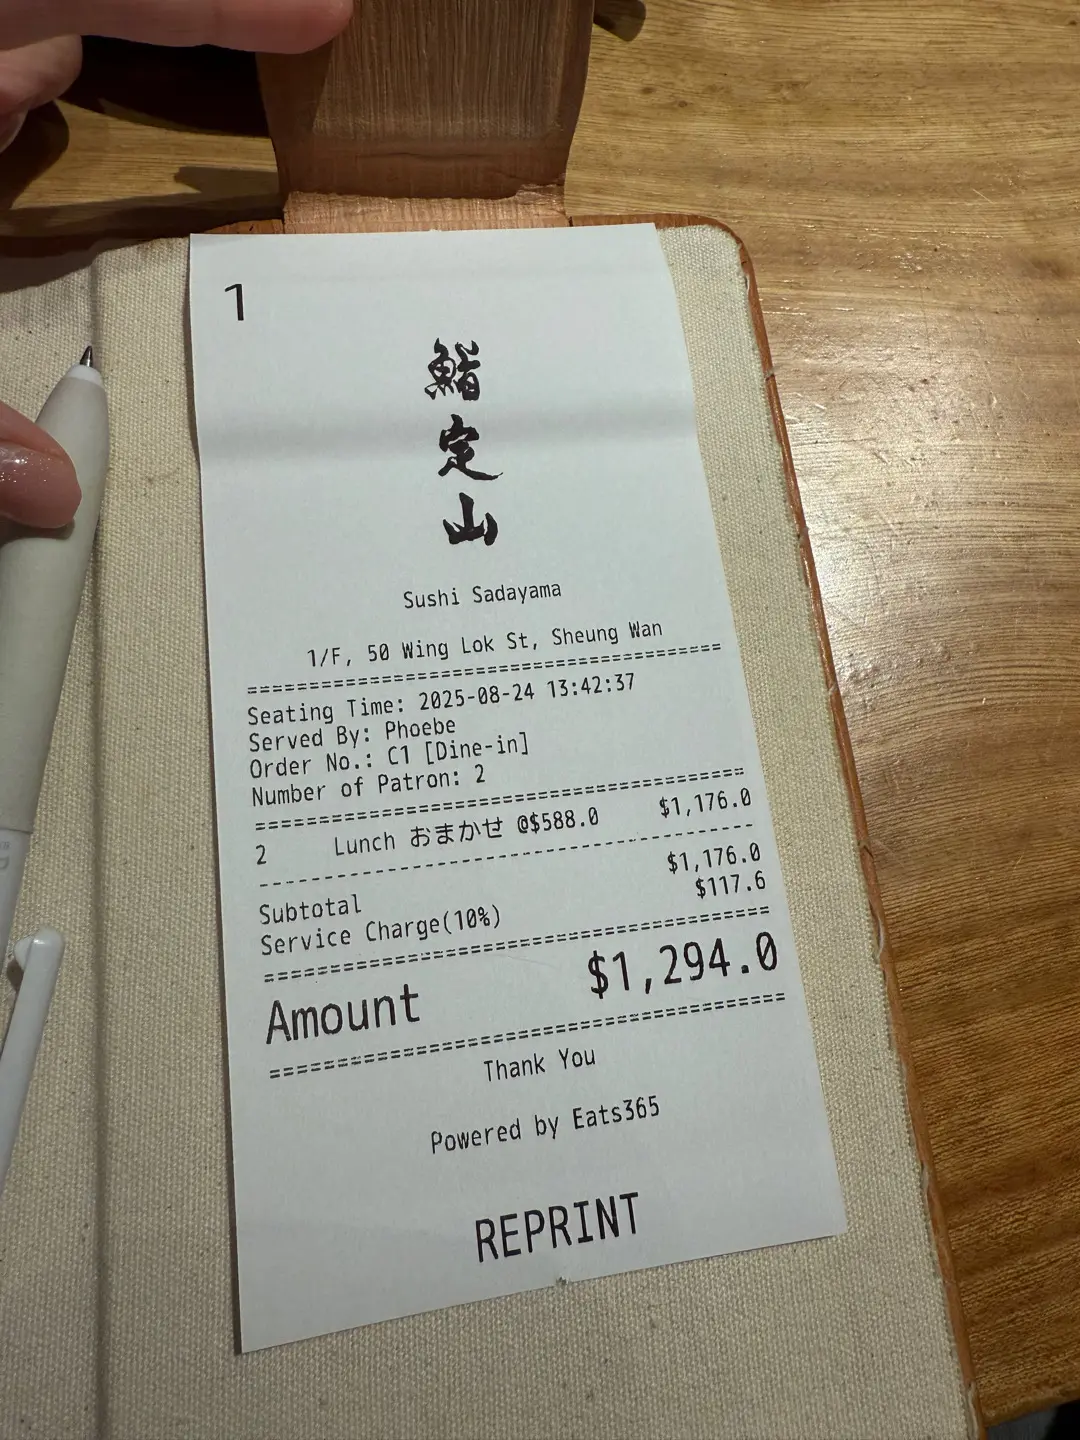 1
鮨
定
山
Sushi Sadayama
1/F, 50 Wing Lok St, Sheung Wan
Seating Time: 2025-08-24 13:42:37
Served By: Phoebe
Order No.: C1 [Dine-in]
Number of Patron: 2
2 Lunch おまかせ @$588.0 $1,176.0
Subtotal $1,176.0
Service Charge(10%) $117.6
Amount $1,294.0
Thank You
Powered by Eats365
REPRINT